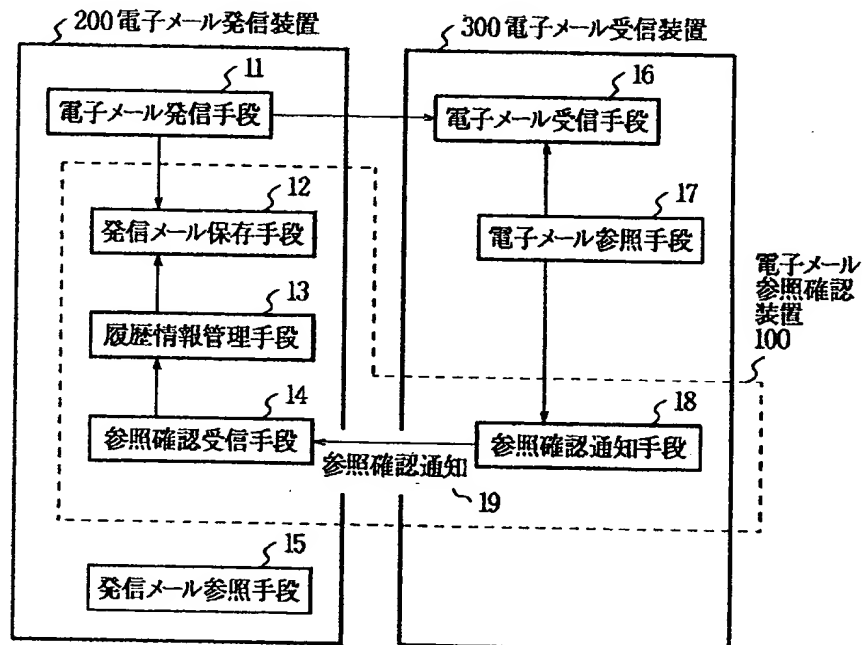 200電子メール発信装置
300電子メール受信装置
11
電子メール発信手段
16
電子メール受信手段
12
発信メール保存手段
17
電子メール参照手段
13
履歴情報管理手段
電子メール
参照確認
装置
100
14
参照確認受信手段
18
参照確認通知手段
参照確認通知
19
15
発信メール参照手段